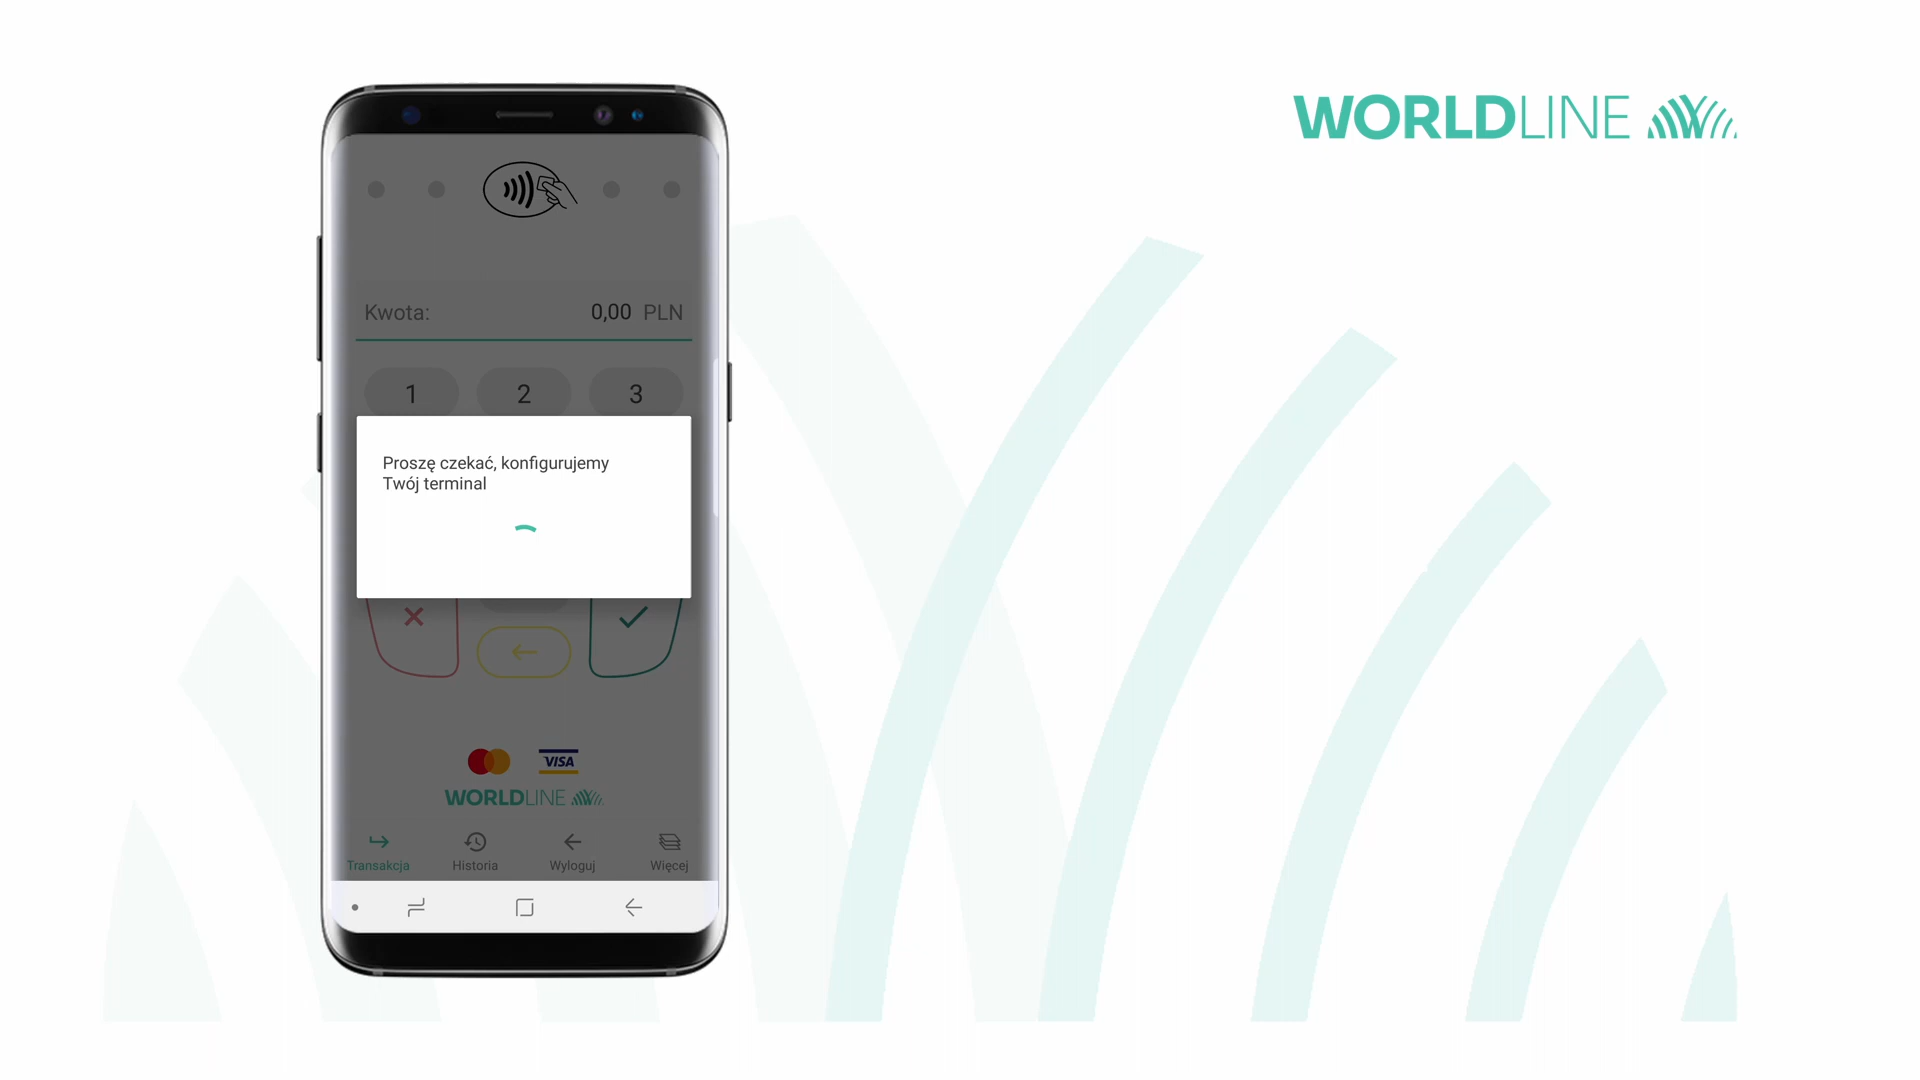 WORLDLINE
Kwota: 0,00 PLN
1 2 3
Proszę czekać, konfigurujemy
Twój terminal
VISA
WORLDLINE
Transakcja Historia Wyloguj Więcej